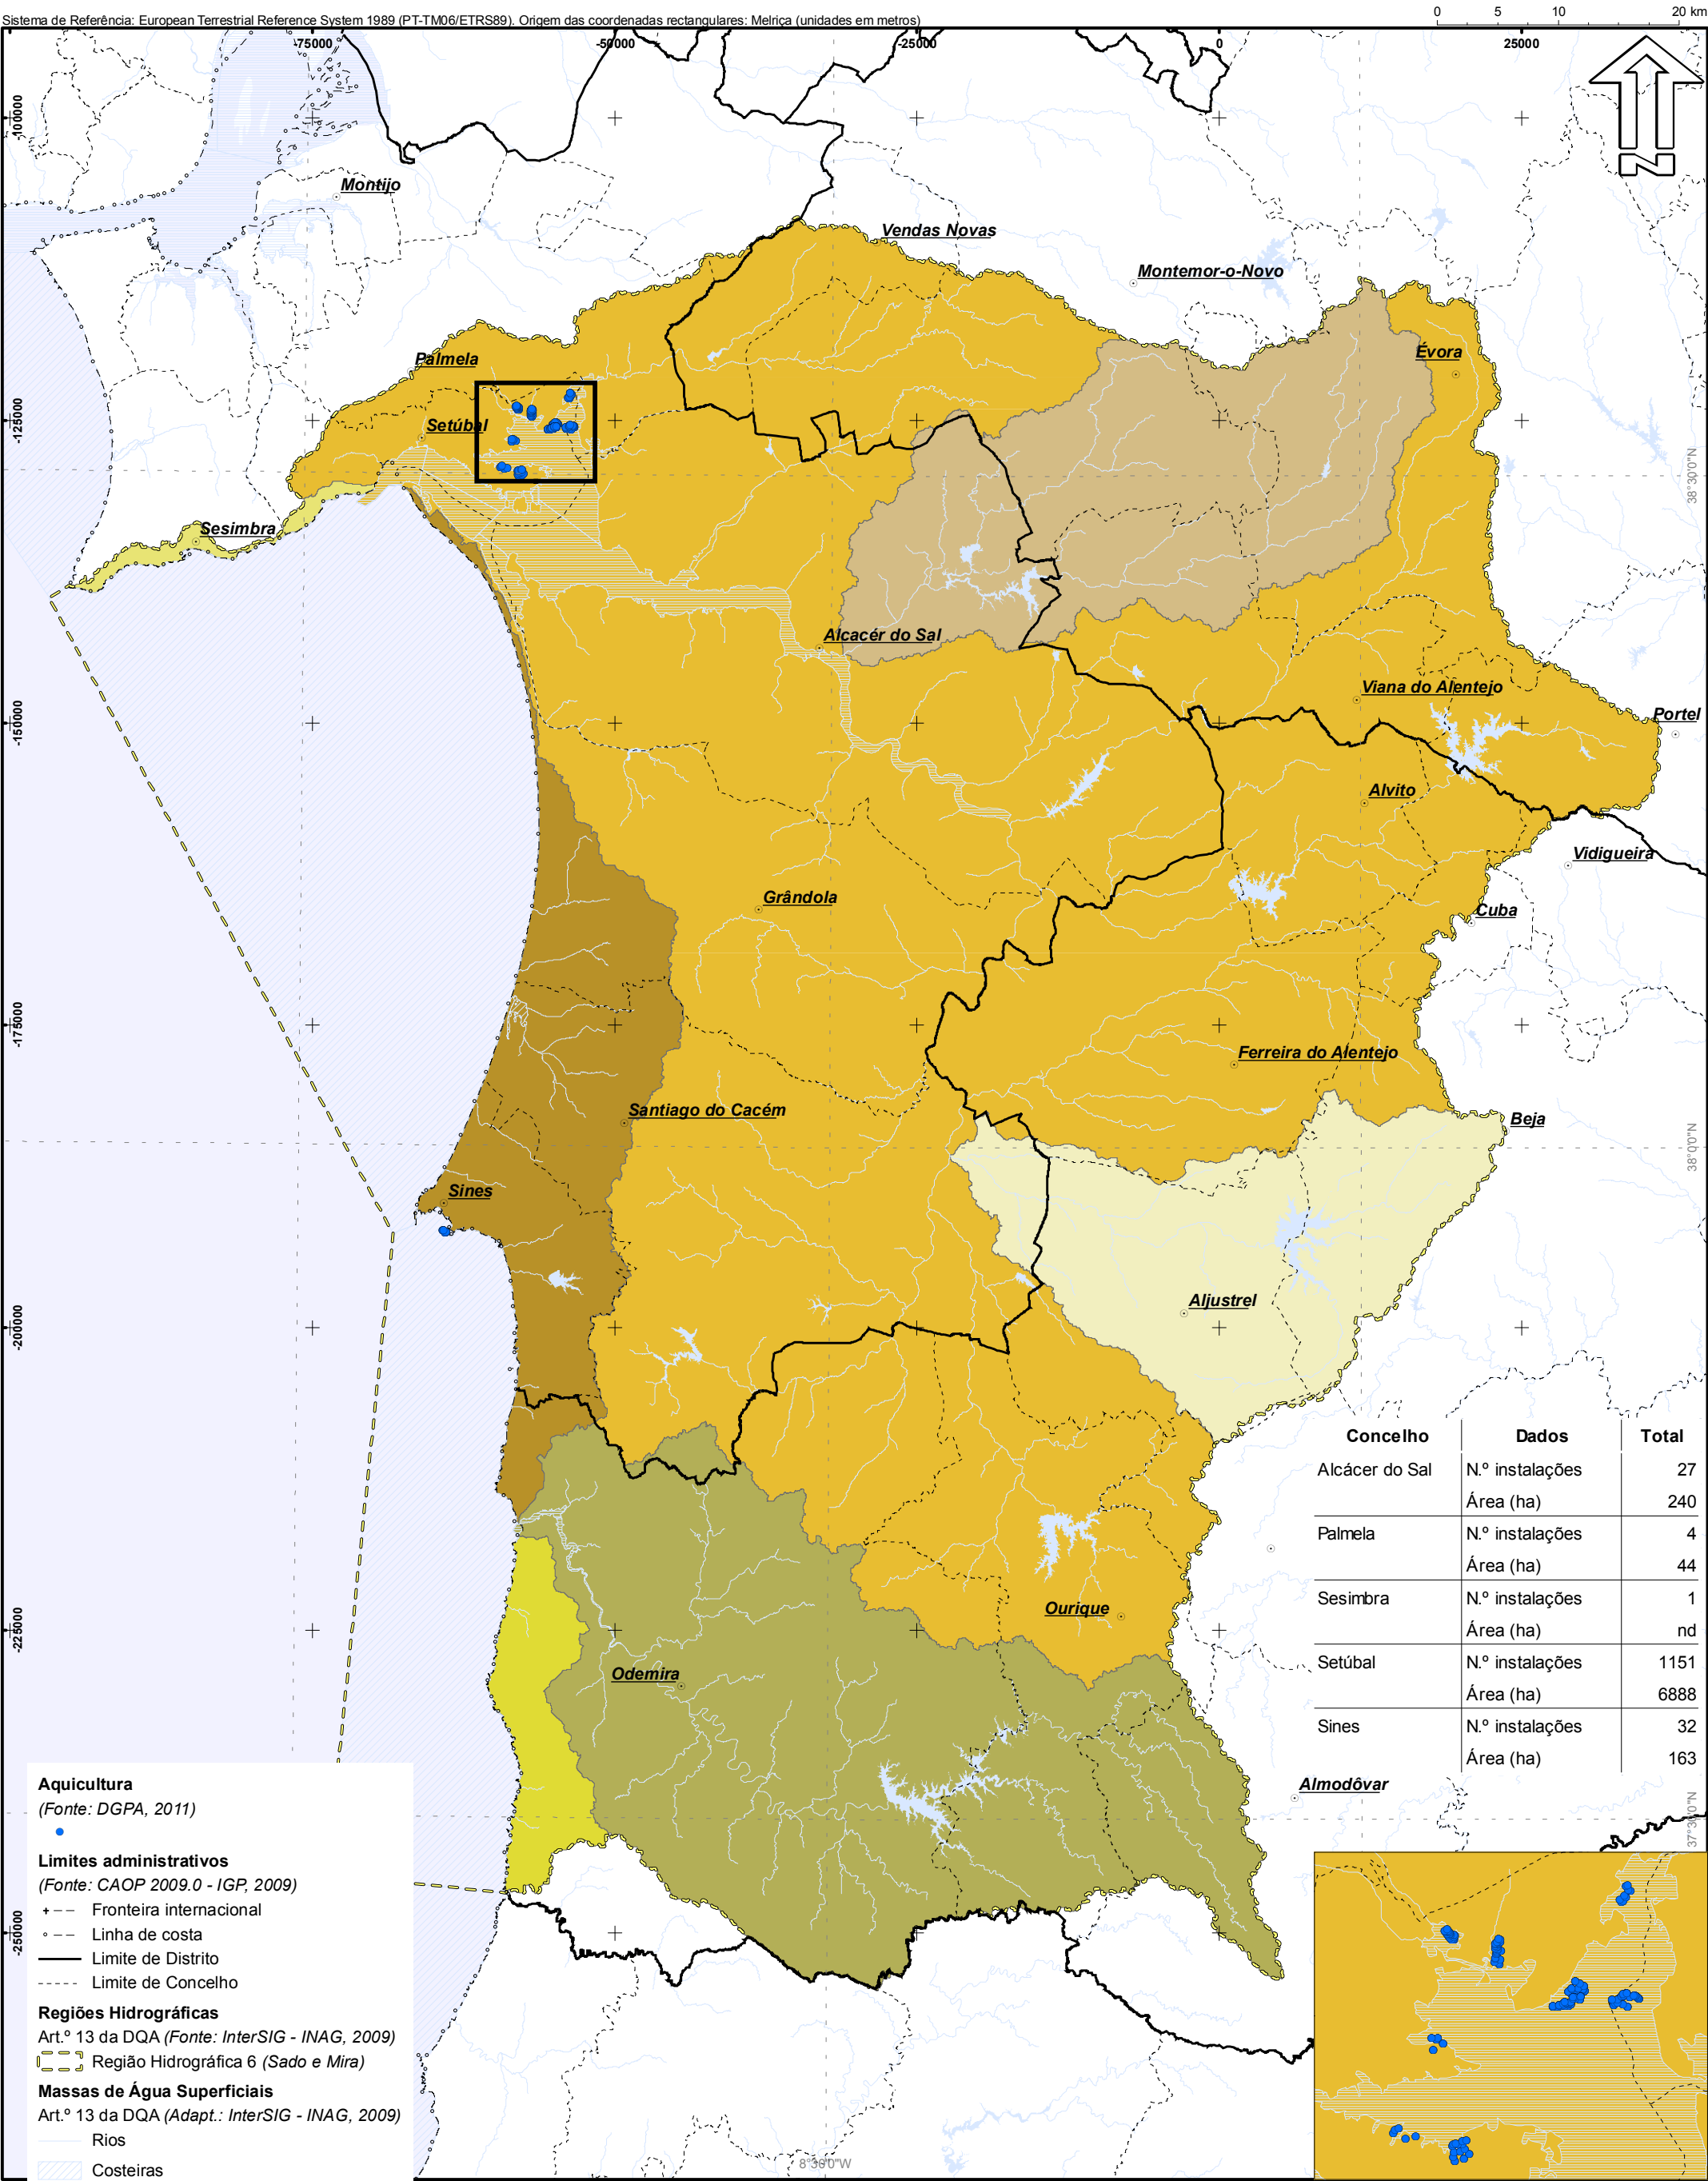 Sistema de Referência: European Terrestrial Reference System 1989 (PT-TM06/ETRS89). Origem das coordenadas rectangulares: Melriça (unidades em metros)
0 5 10 20 km
-75000 -50000 -25000 0 25000
-100000
Montijo
Vendas Novas
Montemor-o-Novo
Palmela
Évora
-125000
Setúbal
38°30'0"N
Sesimbra
Alcacér do Sal
Viana do Alentejo
Portel
-150000
Alvito
Vidigueira
Grândola
Cuba
-175000
Ferreira do Alentejo
Santiago do Cacém
Beja
38°0'0"N
Sines
Aljustrel
-200000
Concelho Dados Total
Alcácer do Sal N.º instalações 27
Área (ha) 240
Palmela N.º instalações 4
Área (ha) 44
Sesimbra N.º instalações 1
Área (ha) nd
Setúbal N.º instalações 1151
Área (ha) 6888
Sines N.º instalações 32
Área (ha) 163
Ourique
-225000
Odemira
Almodôvar
37°30'0"N
-250000
8°30'0"W
Aquicultura
(Fonte: DGPA, 2011)
Limites administrativos
(Fonte: CAOP 2009.0 - IGP, 2009)
Fronteira internacional
Linha de costa
Limite de Distrito
Limite de Concelho
Regiões Hidrográficas
Art.º 13 da DQA (Fonte: InterSIG - INAG, 2009)
Região Hidrográfica 6 (Sado e Mira)
Massas de Água Superficiais
Art.º 13 da DQA (Adapt.: InterSIG - INAG, 2009)
Rios
Costeiras
N